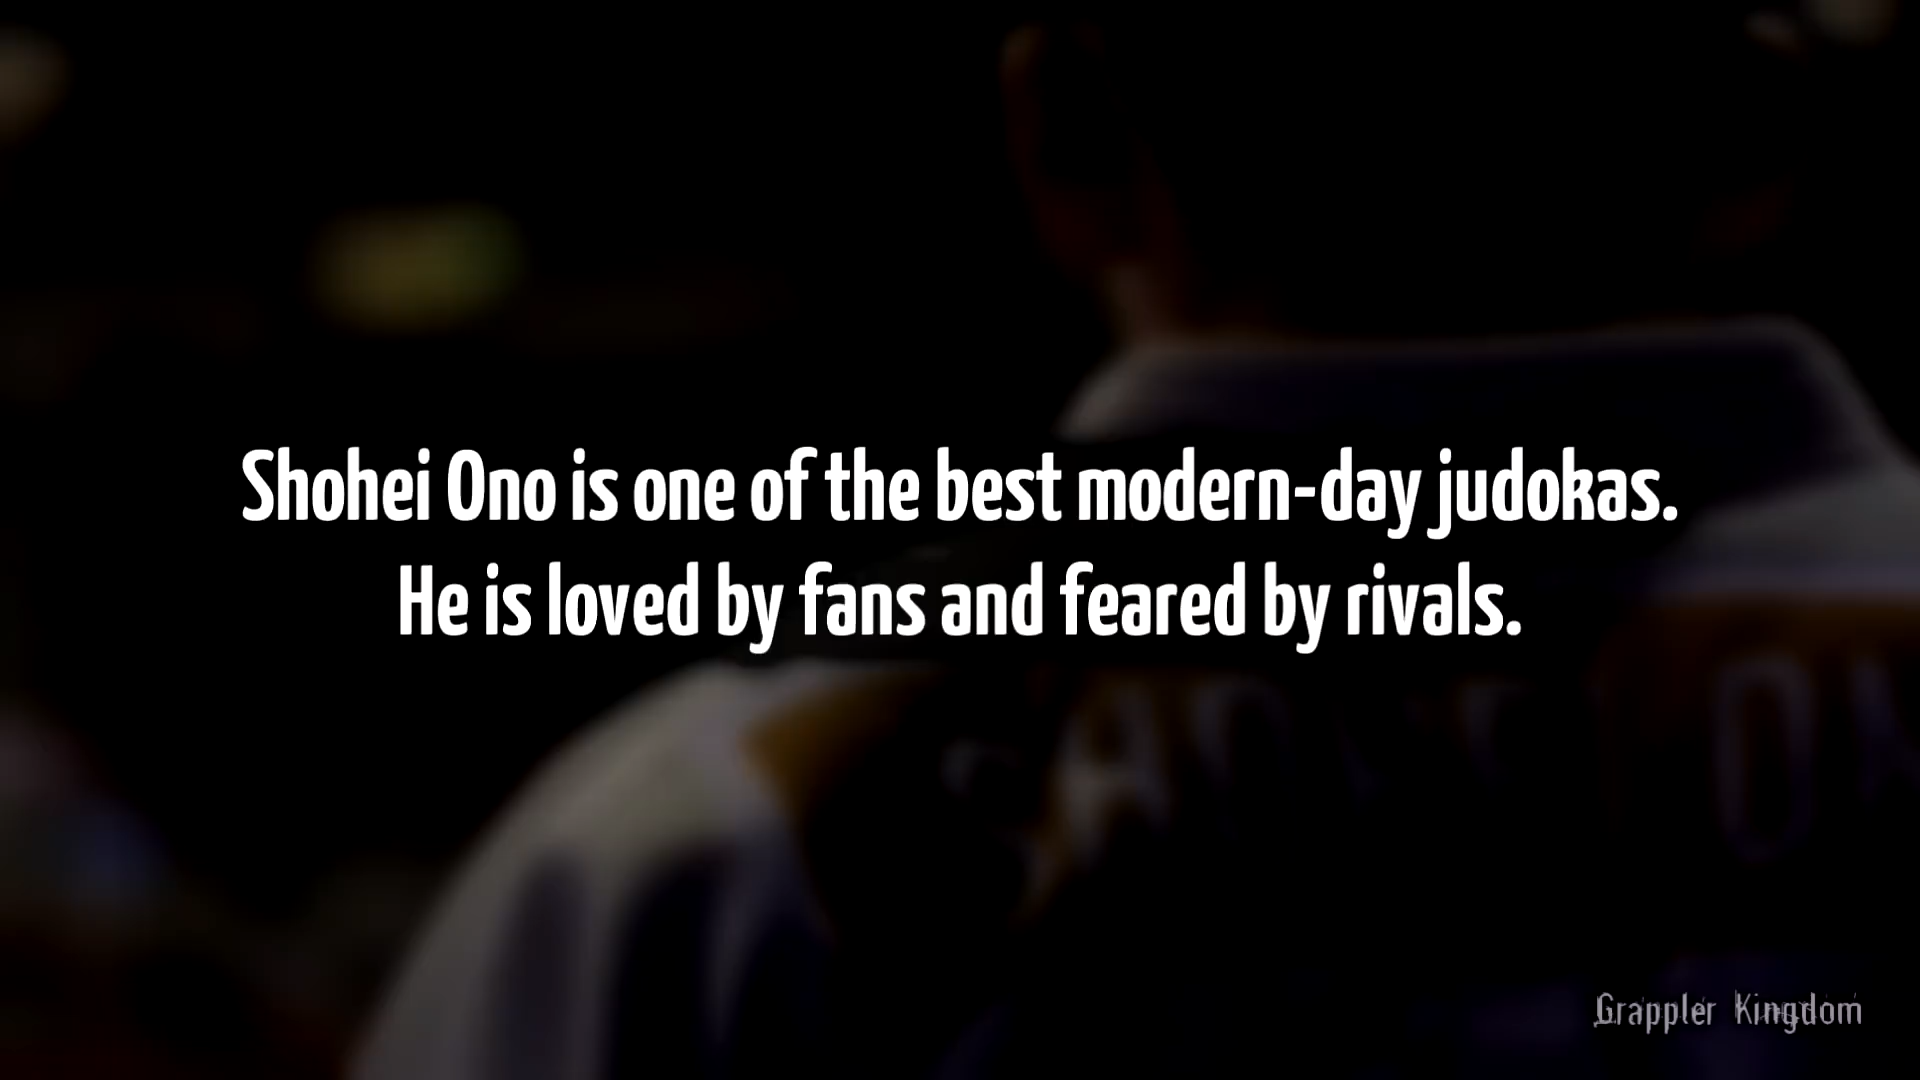 Shohei Ono is one of the best modern-day judokas.
He is loved by fans and feared by rivals.
Grappler Kingdom